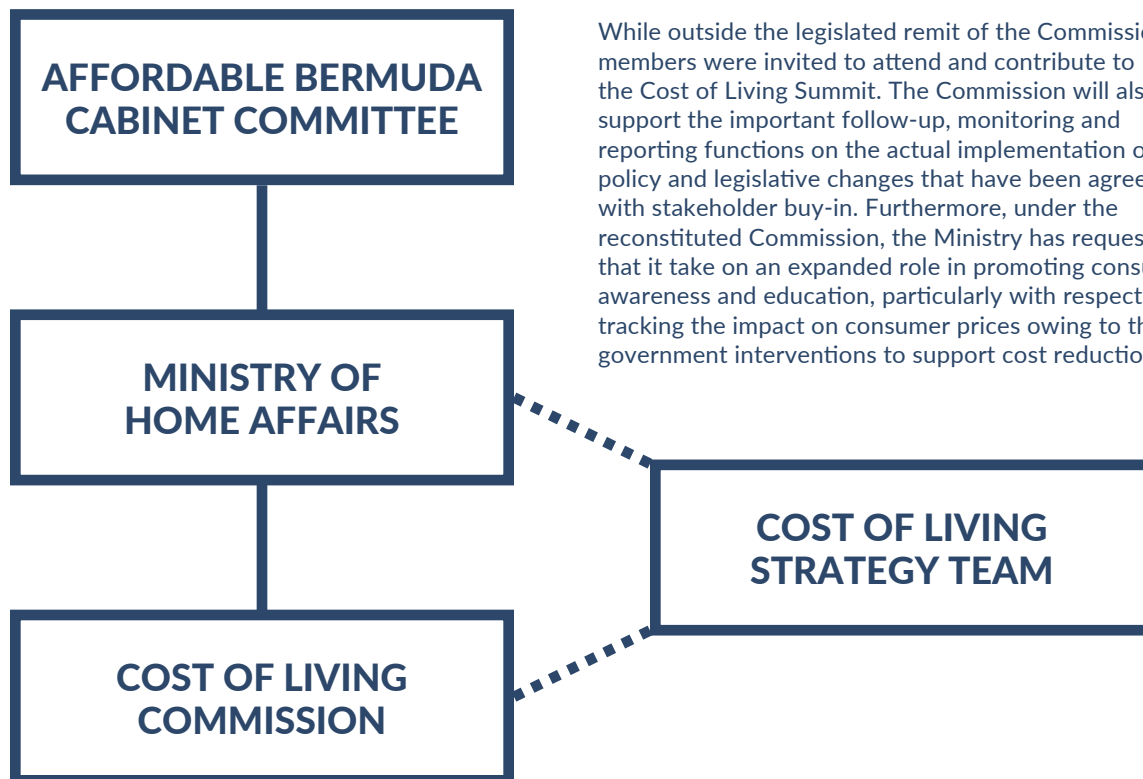 AFFORDABLE BERMUDA
CABINET COMMITTEE
While outside the legislated remit of the
members were invited to attend and contribute to
the Cost of Living Summit. The Commission will
support the important follow-up, monitoring and
reporting functions on the actual implementation
policy and legislative changes that have been
with stakeholder buy-in. Furthermore, under the
reconstituted Commission, the Ministry has
that it take on an expanded role in promoting
awareness and education, particularly with respect
tracking the impact on consumer prices owing to
government interventions to support cost
MINISTRY OF
HOME AFFAIRS
COST OF LIVING
STRATEGY TEAM
COST OF LIVING
COMMISSION